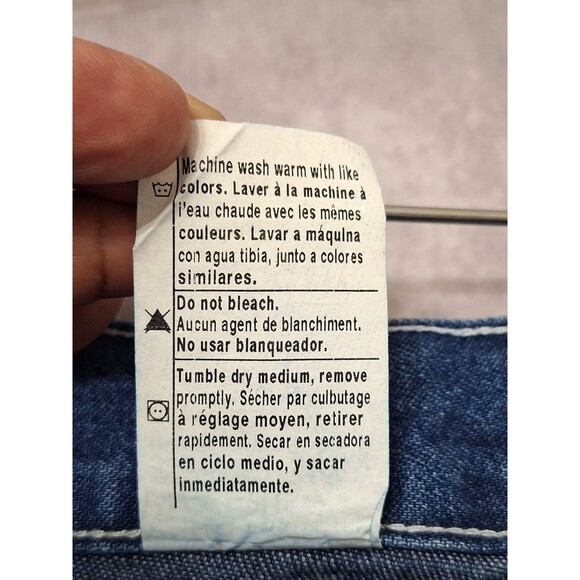 Machine wash warm with like
colors. Laver à la machine à
l'eau chaude avec les mêmes
couleurs. Lavar a máquina
con agua tibia, junto a colores
similares.
Do not bleach.
Aucun agent de blanchiment.
No usar blanqueador.
Tumble dry medium, remove
promptly. Sécher par culbutage
à réglage moyen, retirer
rapidement. Secar en secadora
en ciclo medio, y sacar
inmediatamente.